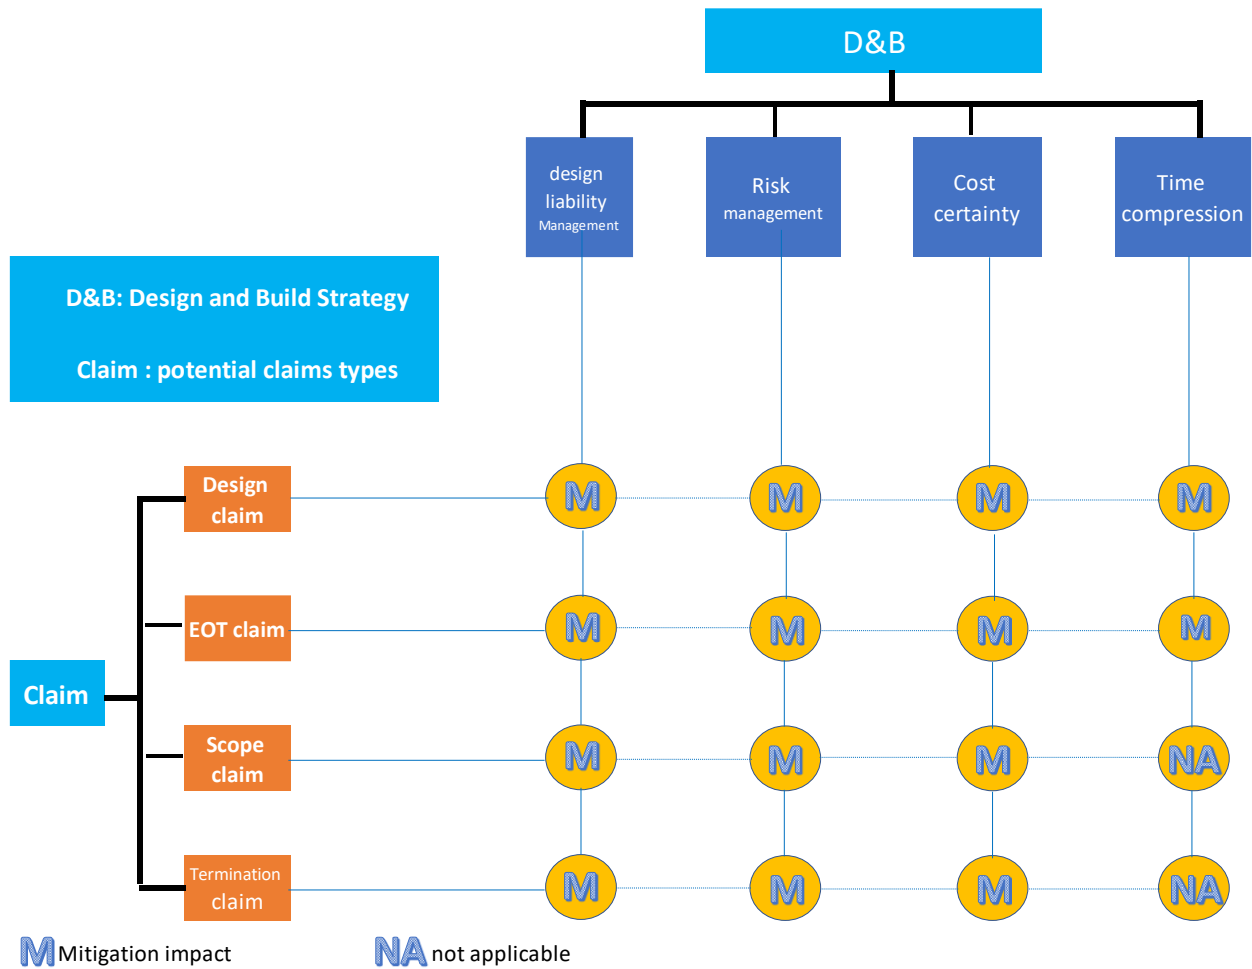 D&B
design
liability
Management
Risk
management
Cost
certainty
Time
compression
D&B: Design and Build Strategy
Claim : potential claims types
Design
claim
M M M M
EOT claim
M M M M
Claim
Scope
claim
M M M NA
Termination
claim
M M M NA
M Mitigation impact
NA not applicable